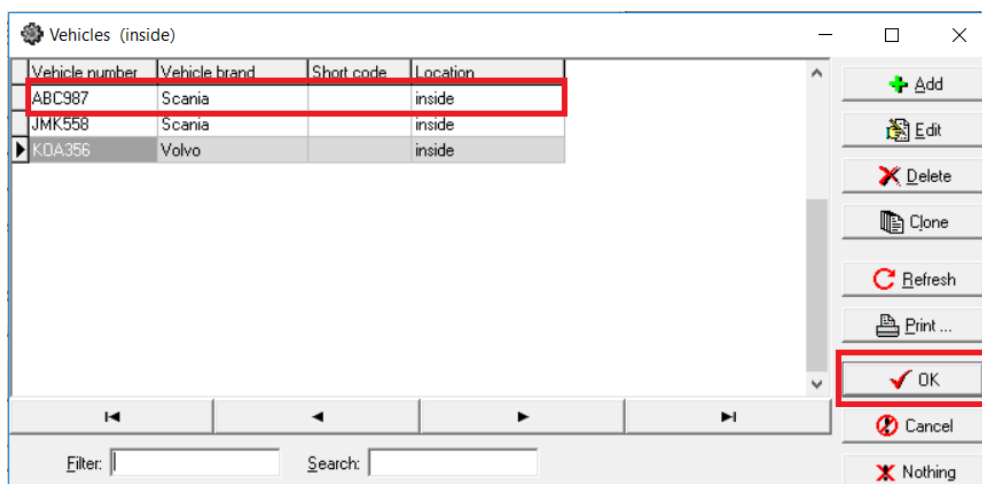 Vehicles (inside)
Vehicle number Vehicle brand Short code Location
ABC987 Scania inside
JMK558 Scania inside
KOA356 Volvo inside
Add
Edit
Delete
Clone
Refresh
Print ...
OK
Cancel
Nothing
Filter: Search: